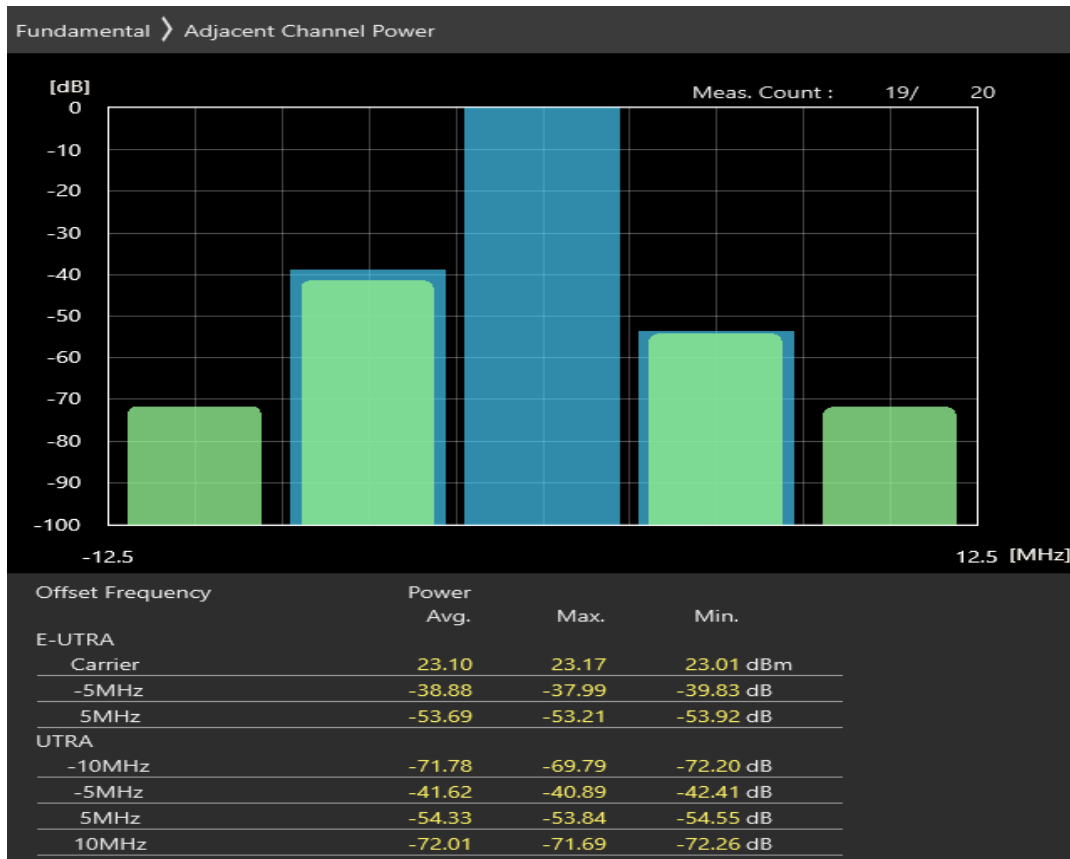 Fundamental 》 Adjacent Channel Power
[dB]
Meas. Count : 19/ 20
0
-10
-20
-30
-40
-50
-60
-70
-80
-90
-100
-12.5 12.5 [MHz]
Offset Frequency Power
Avg. Max. Min.
E-UTRA
Carrier 23.10 23.17 23.01 dBm
-5MHz -38.88 -37.99 -39.83 dB
5MHz -53.69 -53.21 -53.92 dB
UTRA
-10MHz -71.78 -69.79 -72.20 dB
-5MHz -41.62 -40.89 -42.41 dB
5MHz -54.33 -53.84 -54.55 dB
10MHz -72.01 -71.69 -72.26 dB